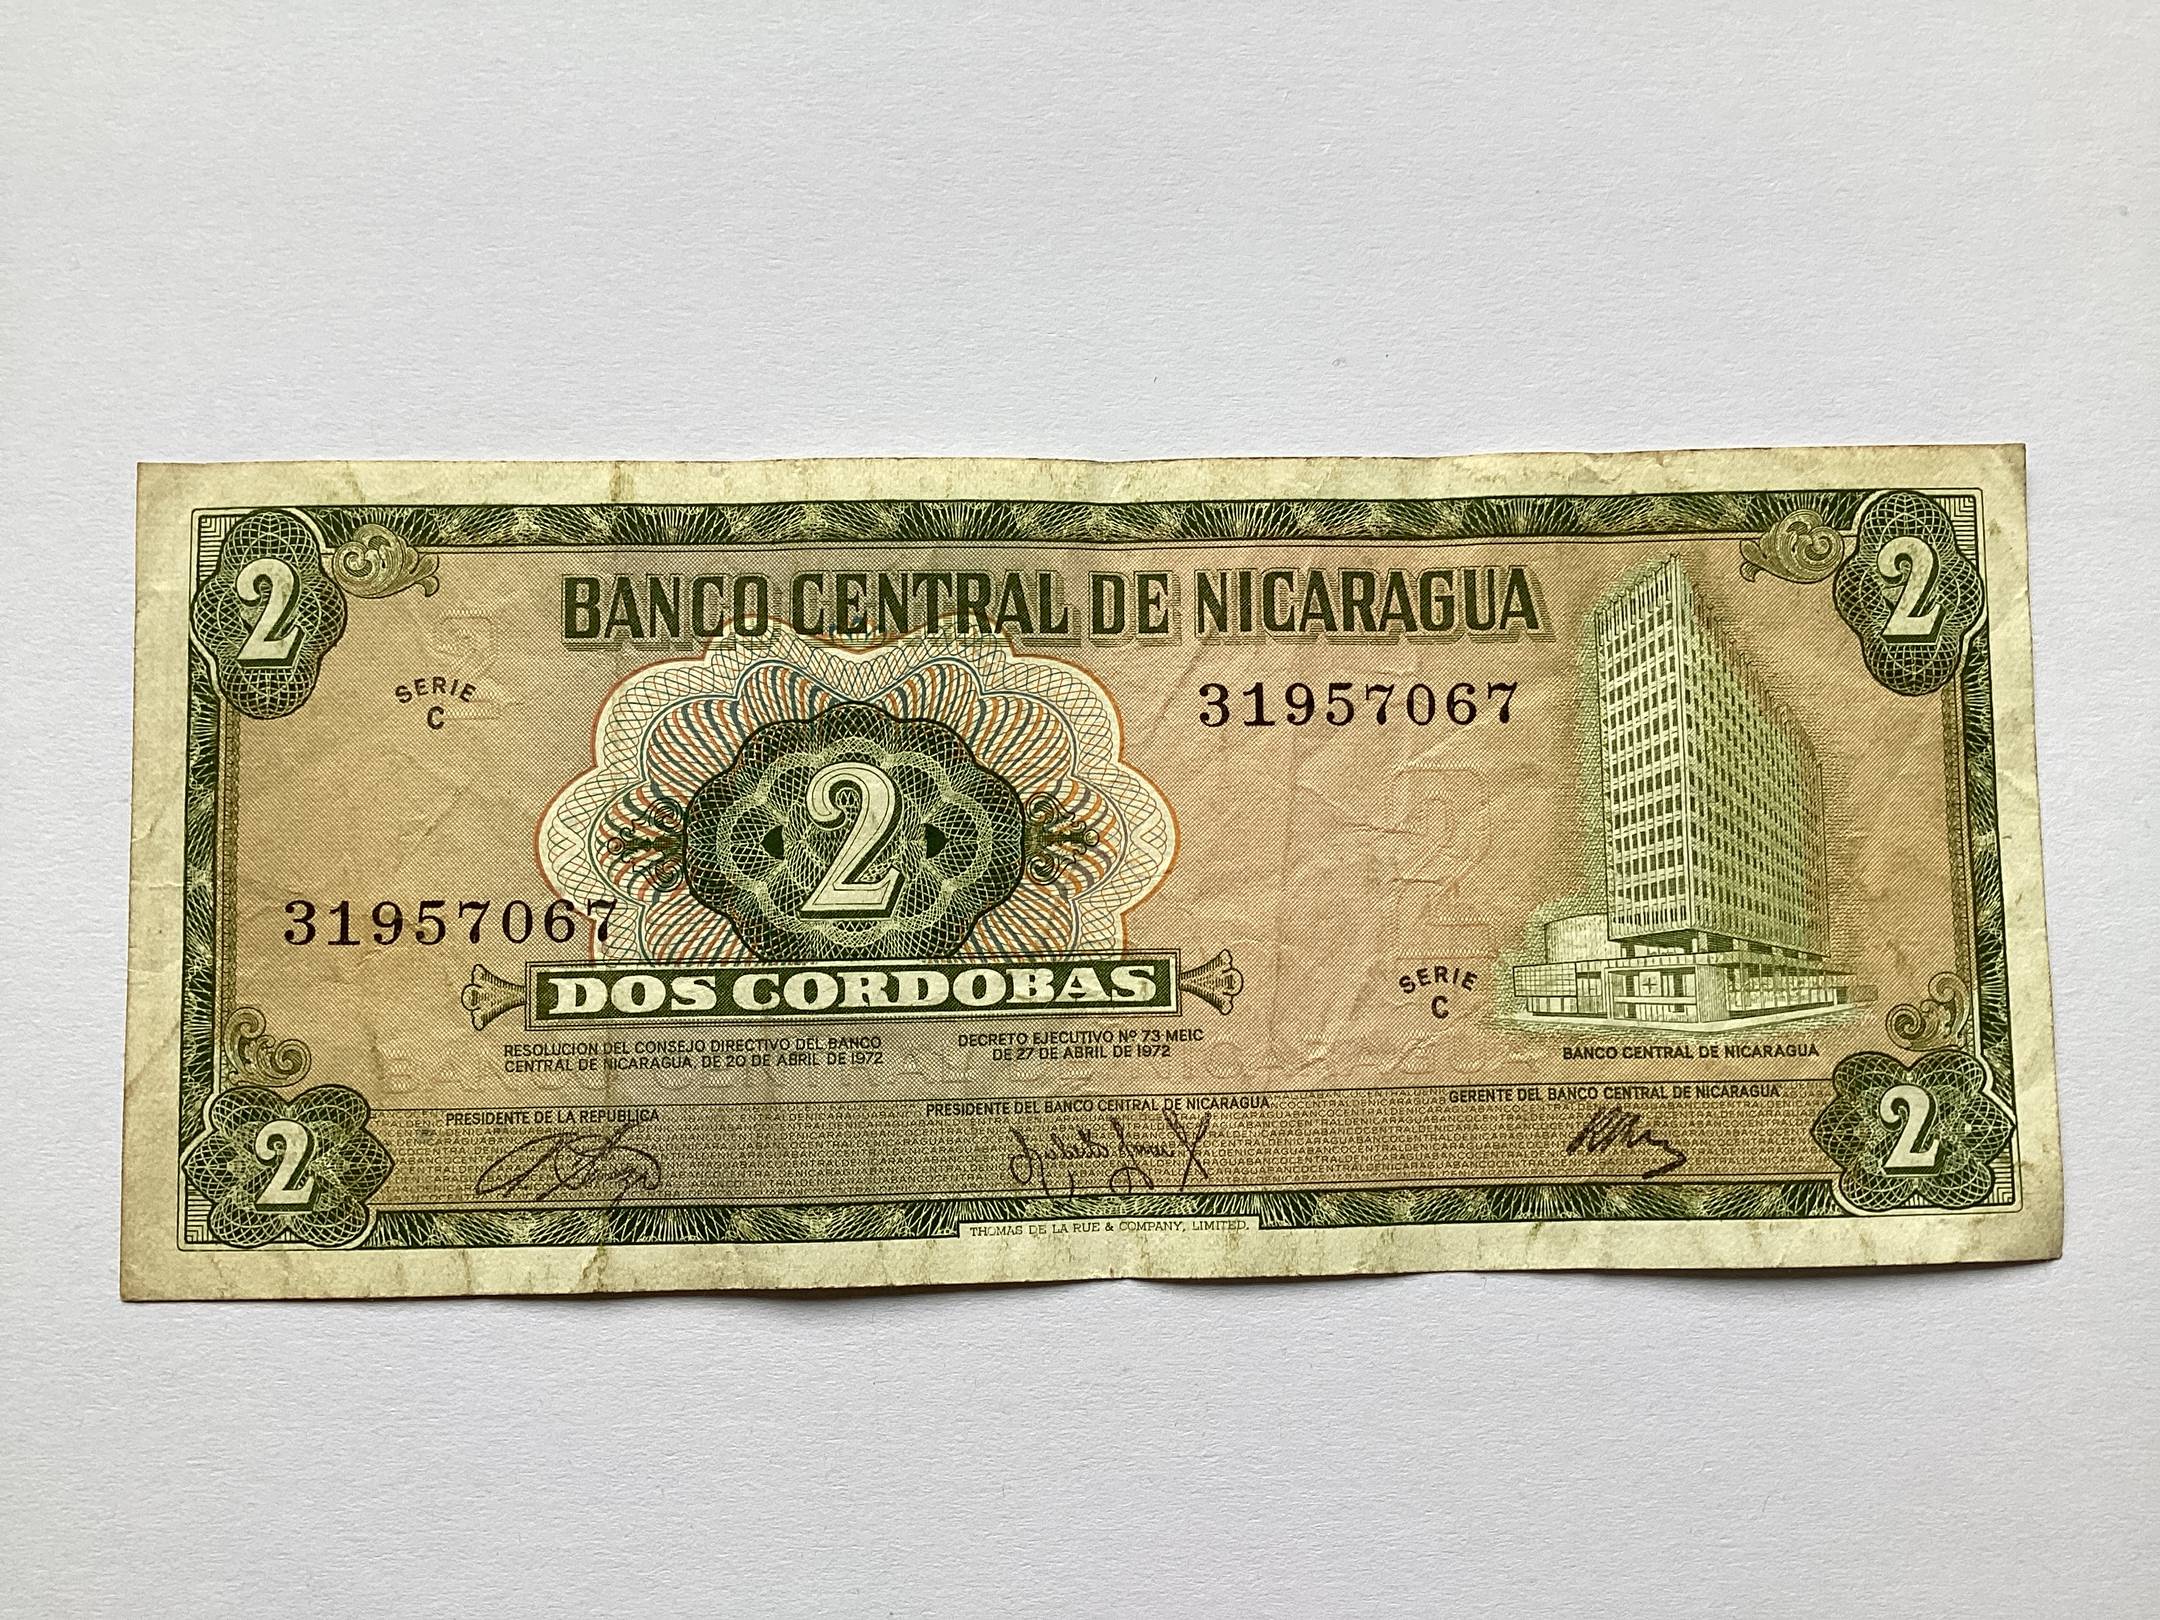 2
2
BANCO CENTRAL DE NICARAGUA
SERIE
C
31957067
2
31957067
DOS CORDOBAS
SERIE
C
RESOLUCION DEL CONSEJO DIRECTIVO DEL BANCO
CENTRAL DE NICARAGUA, DE 20 DE ABRIL DE 1972
DECRETO EJECUTIVO Nº 73-MEIC
DE 27 DE ABRIL DE 1972
BANCO CENTRAL DE NICARAGUA
PRESIDENTE DE LA REPUBLICA
PRESIDENTE DEL BANCO CENTRAL DE NICARAGUA
GERENTE DEL BANCO CENTRAL DE NICARAGUA
2
2
THOMAS DE LA RUE & COMPANY, LIMITED.